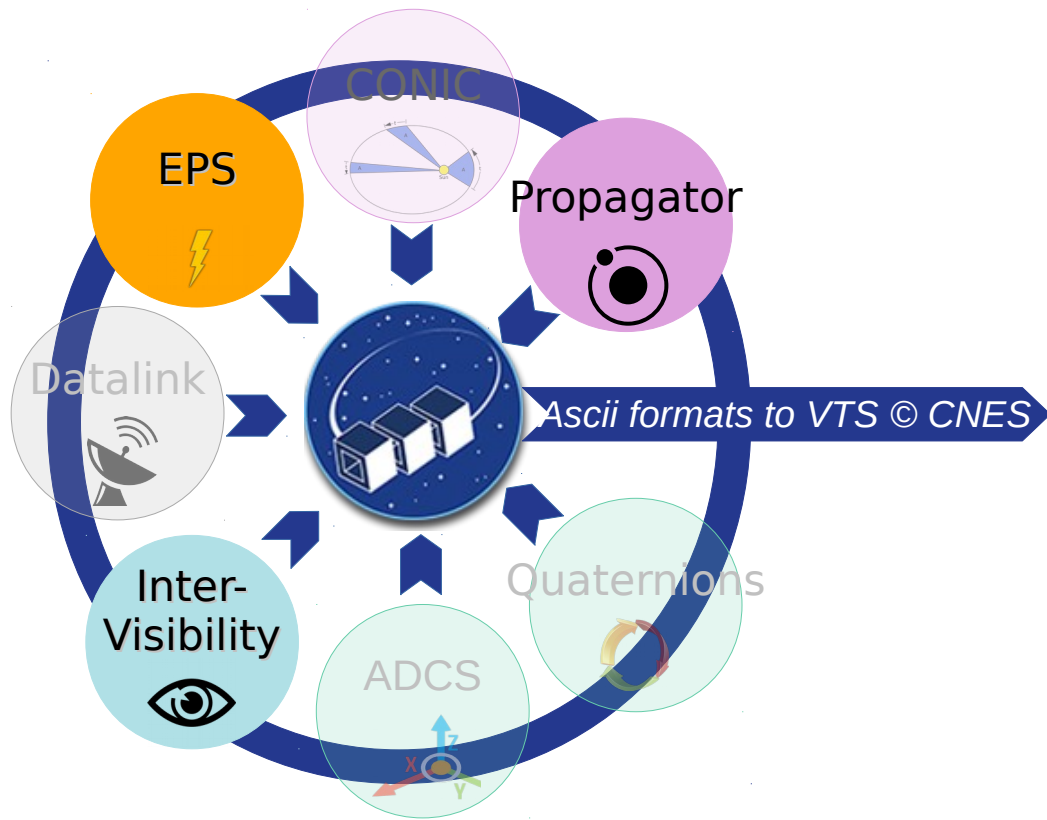 CONIC
EPS
Propagator
Datalink
Ascii formats to VTS © CNES
Inter-
Visibility
Quaternions
ADCS
Z
X
Y